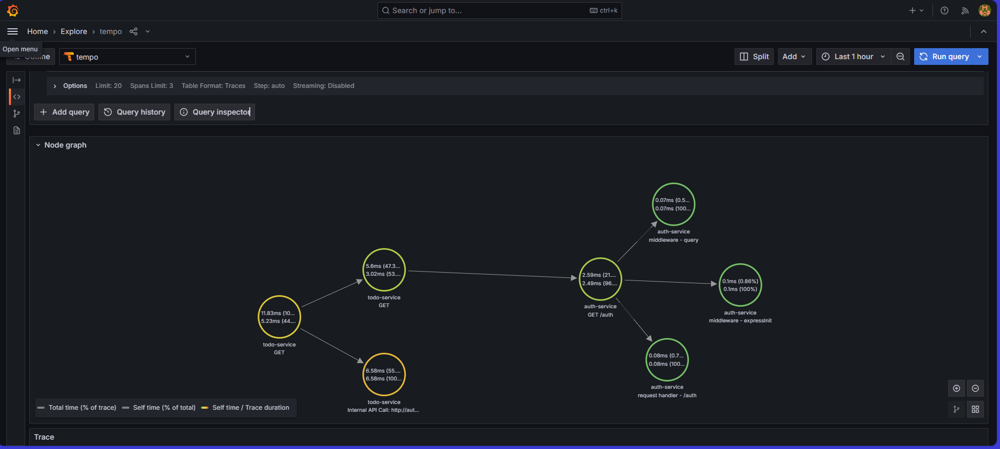 Search or jump to...
ctrl+k
Home › Explore › tempo
Open menu
tempo
Split
Add
Last 1 hour
Run query
Options Limit: 20 Spans Limit: 3 Table Format: Traces Step: auto Streaming: Disabled
+ Add query
Query history
Query inspector
Node graph
0.07ms (0.5...
0.07ms (100...
auth-service
middleware - query
5.6ms (47.3...
3.02ms (53....
todo-service
GET
2.59ms (21....
2.49ms (96....
auth-service
GET /auth
0.1ms (0.86%)
0.1ms (100%)
auth-service
middleware - expressInit
11.83ms (10...
5.23ms (44....
todo-service
GET
6.58ms (55....
6.58ms (100...
todo-service
Internal API Call: http://aut...
0.08ms (0.7...
0.08ms (100...
auth-service
request handler - /auth
Total time (% of trace) Self time (% of total) Self time / Trace duration
Trace